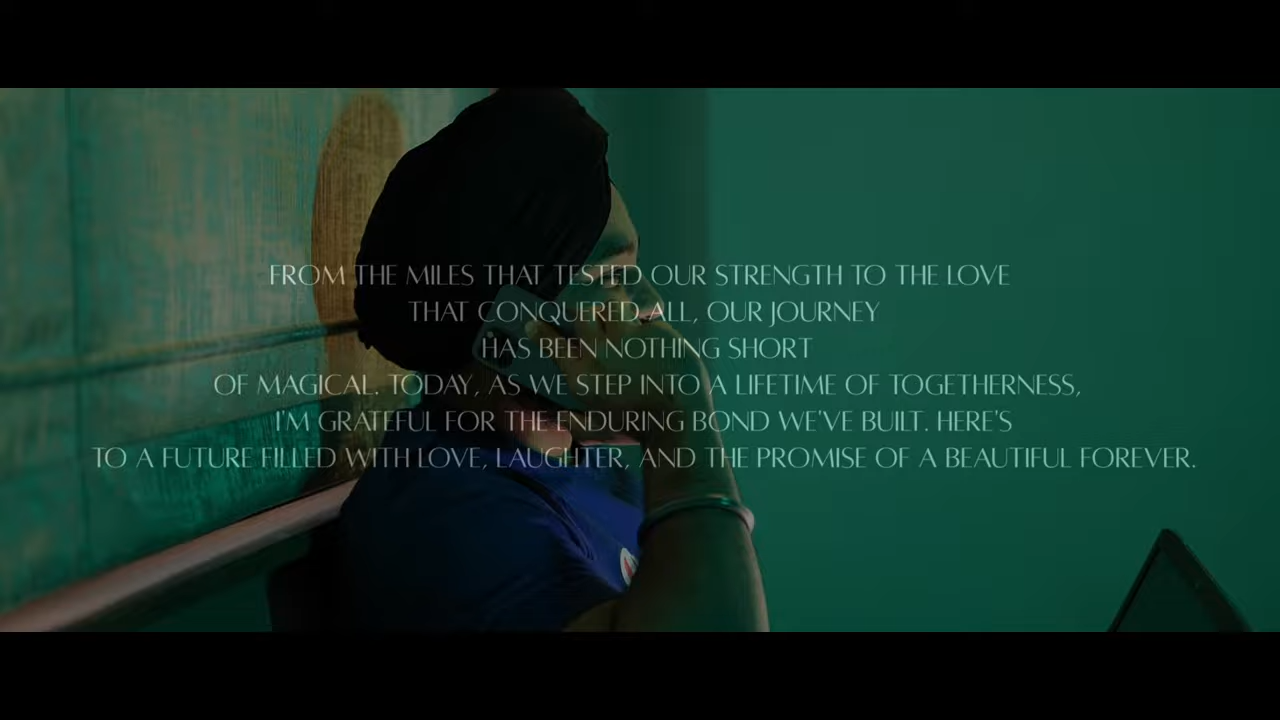 FROM THE MILES THAT TESTED OUR STRENGTH TO THE LOVE
THAT CONQUERED ALL, OUR JOURNEY
HAS BEEN NOTHING SHORT
OF MAGICAL. TODAY, AS WE STEP INTO A LIFETIME OF TOGETHERNESS,
I'M GRATEFUL FOR THE ENDURING BOND WE'VE BUILT. HERE'S
TO A FUTURE FILLED WITH LOVE, LAUGHTER, AND THE PROMISE OF A BEAUTIFUL FOREVER.